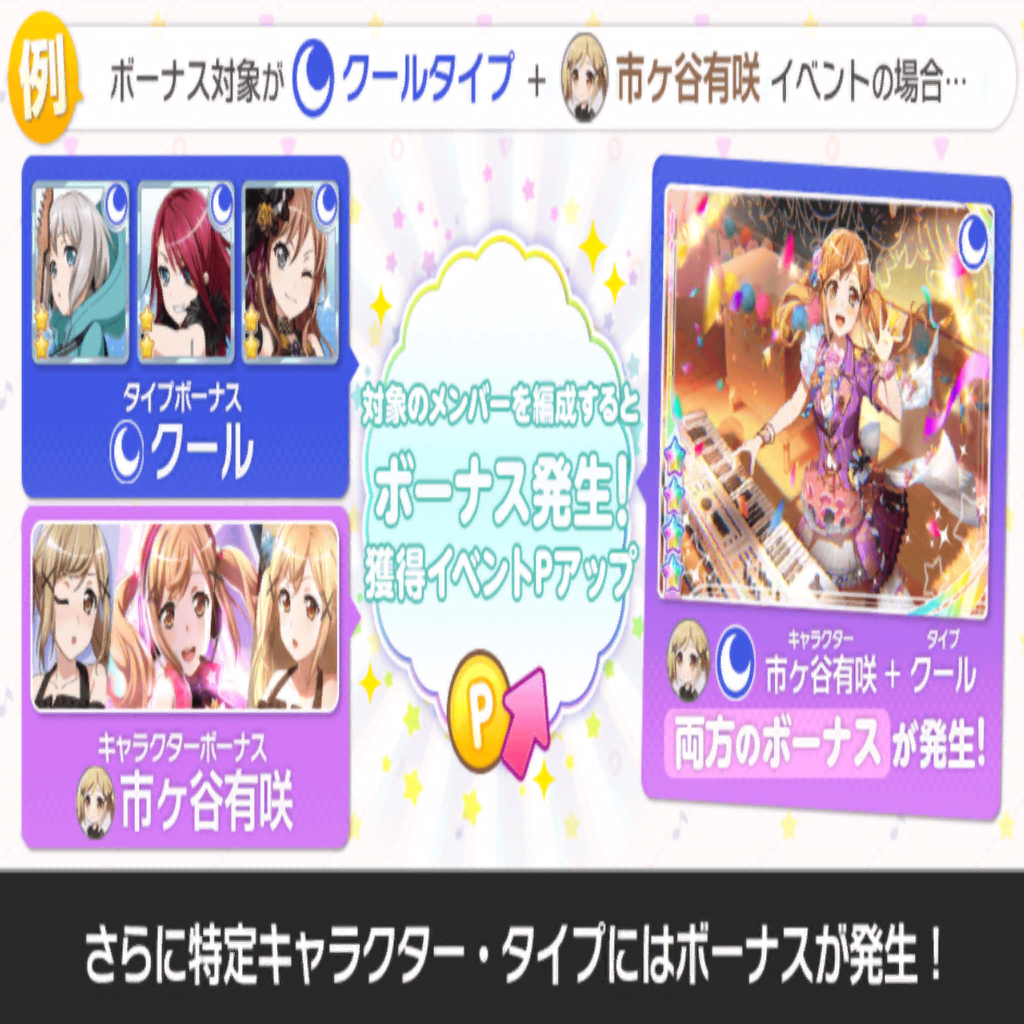 例
ボーナス対象が クールタイプ + 市ヶ谷有咲 イベントの場合…
タイプボーナス
クール
キャラクターボーナス
市ヶ谷有咲
対象のメンバーを編成すると
ボーナス発生!
獲得イベントPアップ
P
キャラクター タイプ
市ヶ谷有咲 + クール
両方のボーナス が発生!
さらに特定キャラクター・タイプにはボーナスが発生!